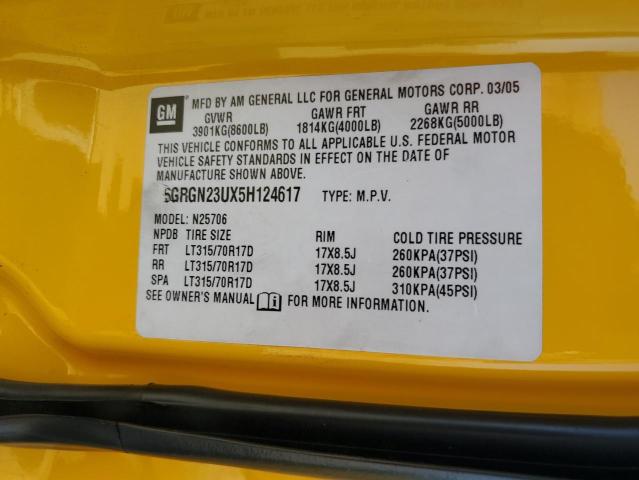 GM
MFD BY AM GENERAL LLC FOR GENERAL MOTORS CORP. 03/05
GVWR GAWR FRT GAWR RR
3901KG(8600LB) 1814KG(4000LB) 2268KG(5000LB)
THIS VEHICLE CONFORMS TO ALL APPLICABLE U.S. FEDERAL MOTOR
VEHICLE SAFETY STANDARDS IN EFFECT ON THE DATE OF
MANUFACTURE SHOWN ABOVE.
5GRGN23UX5H124617 TYPE: M.P.V.
MODEL: N25706
NPDB TIRE SIZE RIM COLD TIRE PRESSURE
FRT LT315/70R17D 17X8.5J 260KPA(37PSI)
RR LT315/70R17D 17X8.5J 260KPA(37PSI)
SPA LT315/70R17D 17X8.5J 310KPA(45PSI)
SEE OWNER'S MANUAL FOR MORE INFORMATION.